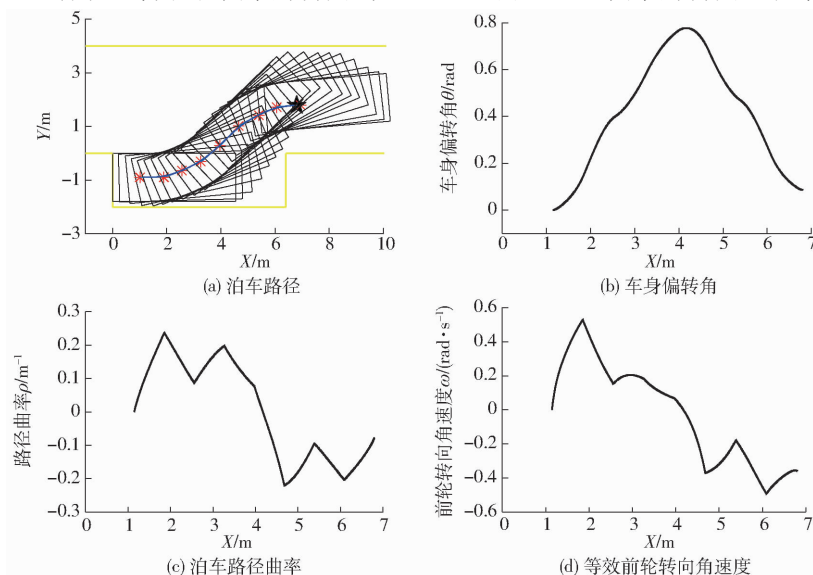 5
3
1
-1
-3
Y/m
0 2 4 6 8 10
X/m
(a) 泊车路径
0.8
0.6
0.4
0.2
0
车身偏转角θ/rad
0 1 2 3 4 5 6 7
X/m
(b) 车身偏转角
0.3
0.2
0.1
0
-0.1
-0.2
-0.3
路径曲率ρ/m⁻¹
0 1 2 3 4 5 6 7
X/m
(c) 泊车路径曲率
0.6
0.4
0.2
0
-0.2
-0.4
-0.6
前轮转向角速度ω/(rad·s⁻¹)
0 1 2 3 4 5 6 7
X/m
(d) 等效前轮转向角速度